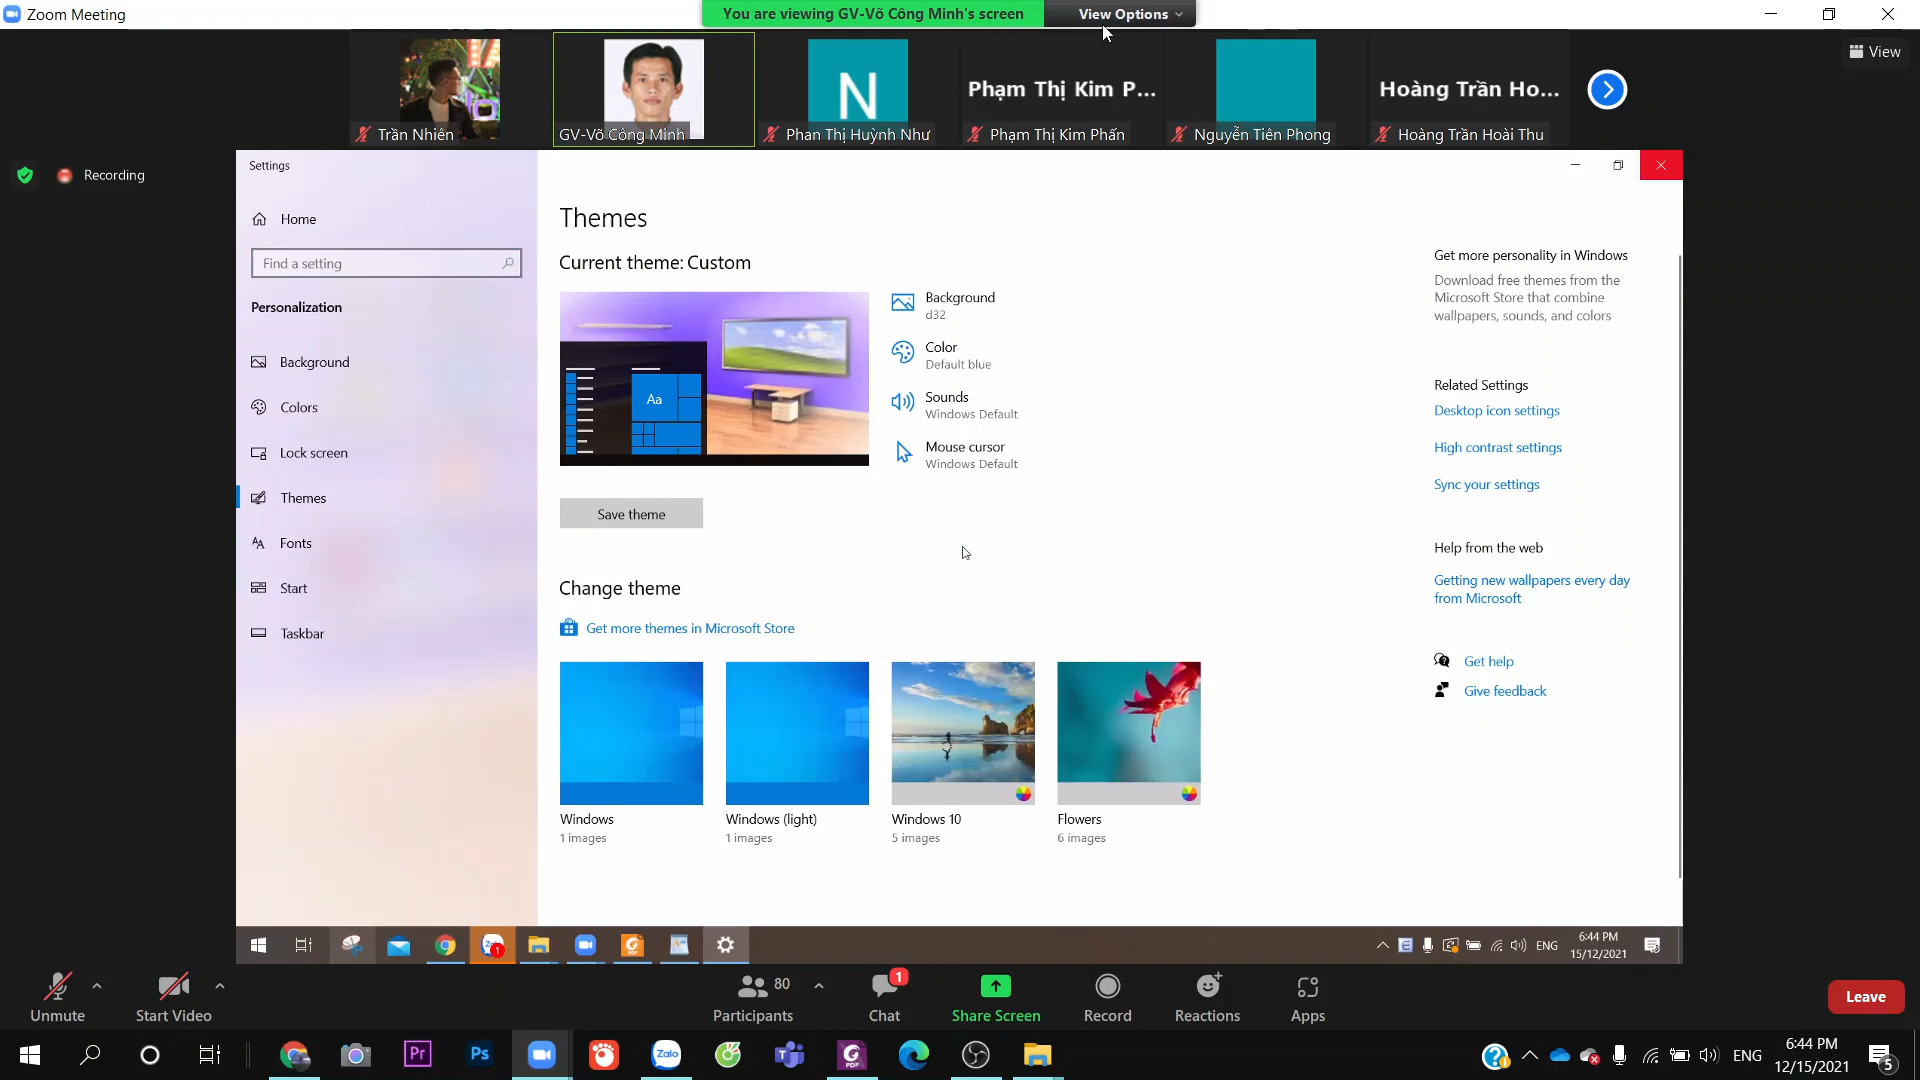 Zoom Meeting
You are viewing GV-Võ Công Minh's screen
View Options
View
Trần Nhiên
GV-Võ Công Minh
N
Phan Thị Huỳnh Như
Phạm Thị Kim P...
Phạm Thị Kim Phấn
Nguyễn Tiên Phong
Hoàng Trần Ho...
Hoàng Trần Hoài Thu
Recording
Settings
Home
Find a setting
Personalization
Background
Colors
Lock screen
Themes
Fonts
Start
Taskbar
Themes
Current theme: Custom
Aa
Background
d32
Color
Default blue
Sounds
Windows Default
Mouse cursor
Windows Default
Save theme
Change theme
Get more themes in Microsoft Store
Windows
1 images
Windows (light)
1 images
Windows 10
5 images
Flowers
6 images
Get more personality in Windows
Download free themes from the
Microsoft Store that combine
wallpapers, sounds, and colors
Related Settings
Desktop icon settings
High contrast settings
Sync your settings
Help from the web
Getting new wallpapers every day
from Microsoft
Get help
Give feedback
1
ENG
6:44 PM
15/12/2021
Unmute
Start Video
80
Participants
1
Chat
Share Screen
Record
Reactions
Apps
Leave
Pr
Ps
Zalo
PDF
ENG
6:44 PM
12/15/2021
5